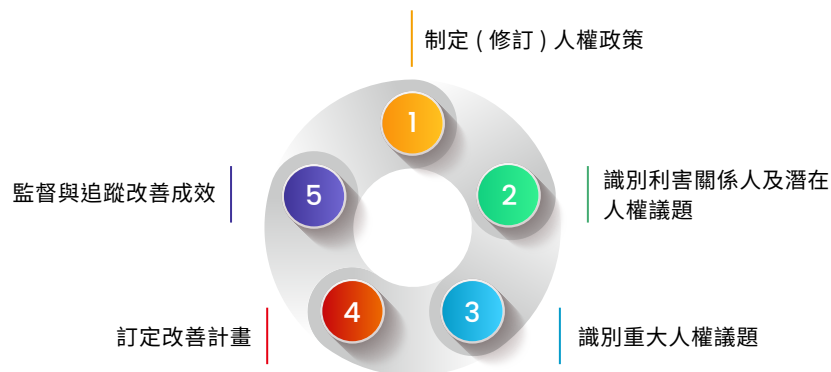 1
制定 ( 修訂 ) 人權政策
2
識別利害關係人及潛在
人權議題
3
識別重大人權議題
4
訂定改善計畫
5
監督與追蹤改善成效